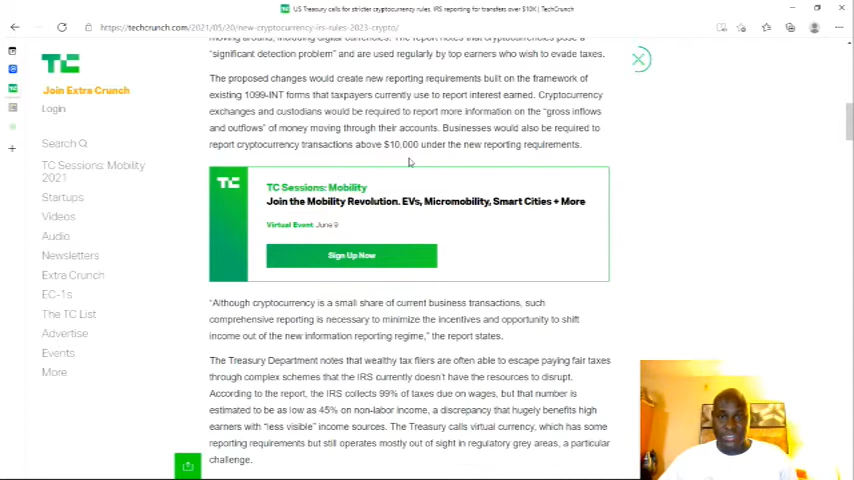 US Treasury calls for stricter cryptocurrency rules, IRS reporting for transfers over $10K | TechCrunch
https://techcrunch.com/2021/05/20/new-cryptocurrency-irs-rules-2023-crypto/
TC
Join Extra Crunch
Login
Search
TC Sessions: Mobility
2021
Startups
Videos
Audio
Newsletters
Extra Crunch
EC-1s
The TC List
Advertise
Events
More
moving, including digital currencies. The report notes that cryptocurrencies pose a
“significant detection problem” and are used regularly by top earners who wish to evade taxes.
The proposed changes would create new reporting requirements built on the framework of
existing 1099-INT forms that taxpayers currently use to report interest earned. Cryptocurrency
exchanges and custodians would be required to report more information on the “gross inflows
and outflows” of money moving through their accounts. Businesses would also be required to
report cryptocurrency transactions above $10,000 under the new reporting requirements.
TC
TC Sessions: Mobility
Join the Mobility Revolution. EVs, Micromobility, Smart Cities + More
Virtual Event June 9
Sign Up Now
“Although cryptocurrency is a small share of current business transactions, such
comprehensive reporting is necessary to minimize the incentives and opportunity to shift
income out of the new information reporting regime,” the report states.
The Treasury Department notes that wealthy tax filers are often able to escape paying fair taxes
through complex schemes that the IRS currently doesn’t have the resources to disrupt.
According to the report, the IRS collects 99% of taxes due on wages, but that number is
estimated to be as low as 45% on non-labor income, a discrepancy that hugely benefits high
earners with “less visible” income sources. The Treasury calls virtual currency, which has some
reporting requirements but still operates mostly out of sight in regulatory grey areas, a particular
challenge.